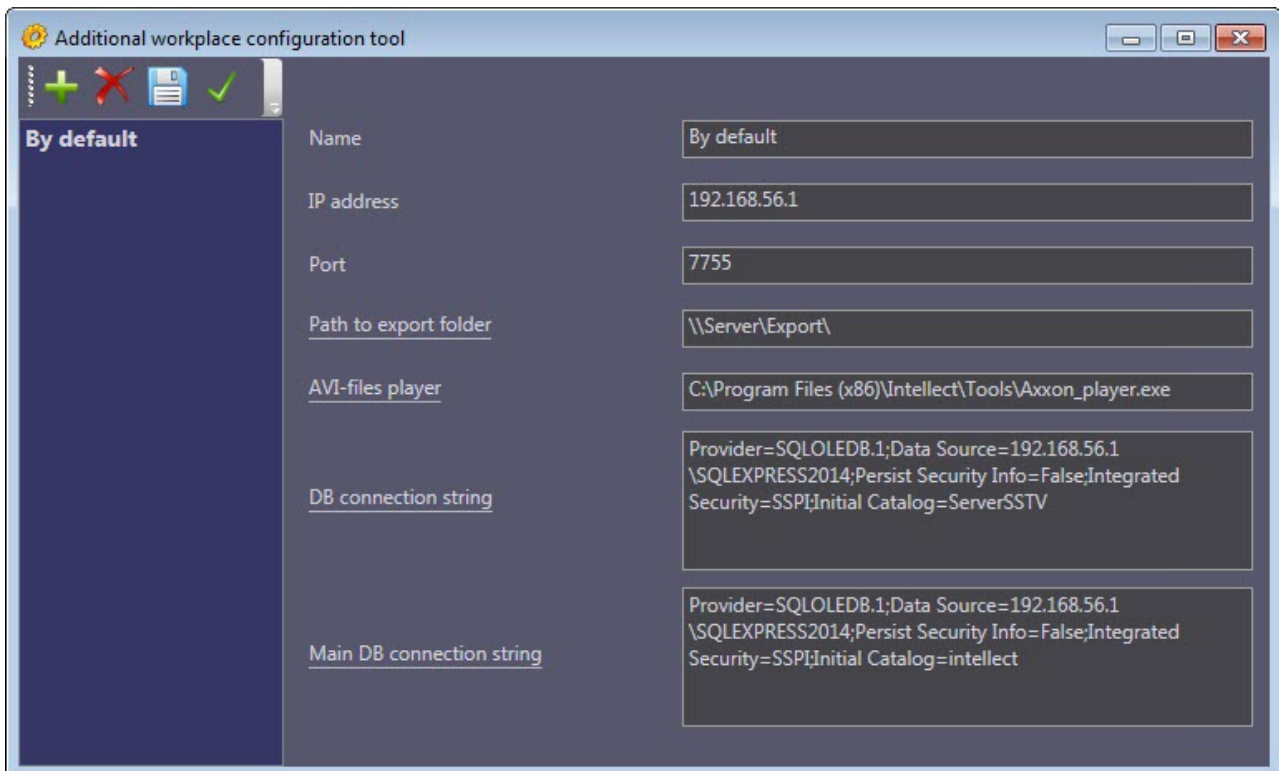 Additional workplace configuration tool
By default
Name
By default
IP address
192.168.56.1
Port
7755
Path to export folder
\\Server\Export\
AVI-files player
C:\Program Files (x86)\Intellect\Tools\Axxon_player.exe
DB connection string
Provider=SQLOLEDB.1;Data Source=192.168.56.1
\SQLEXPRESS2014;Persist Security Info=False;Integrated
Security=SSPI;Initial Catalog=ServerSSTV
Main DB connection string
Provider=SQLOLEDB.1;Data Source=192.168.56.1
\SQLEXPRESS2014;Persist Security Info=False;Integrated
Security=SSPI;Initial Catalog=intellect